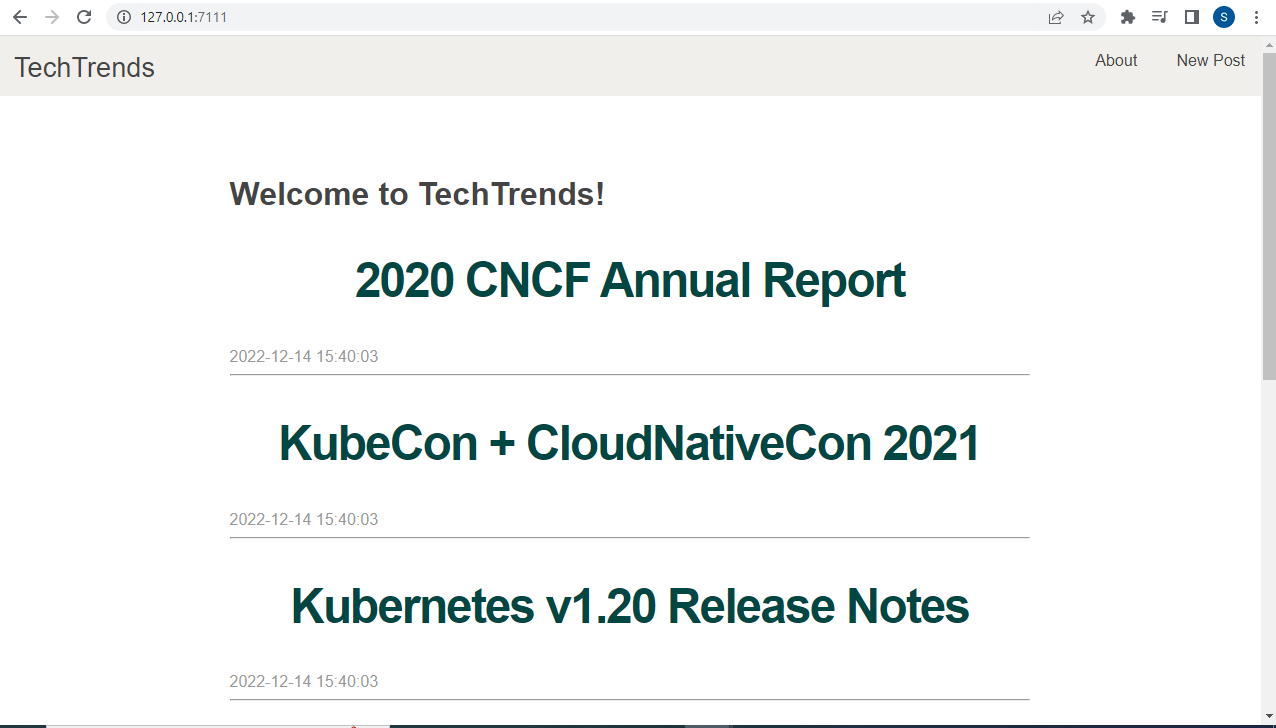 127.0.0.1:7111
S
TechTrends
About
New Post
Welcome to TechTrends!
2020 CNCF Annual Report
2022-12-14 15:40:03
KubeCon + CloudNativeCon 2021
2022-12-14 15:40:03
Kubernetes v1.20 Release Notes
2022-12-14 15:40:03